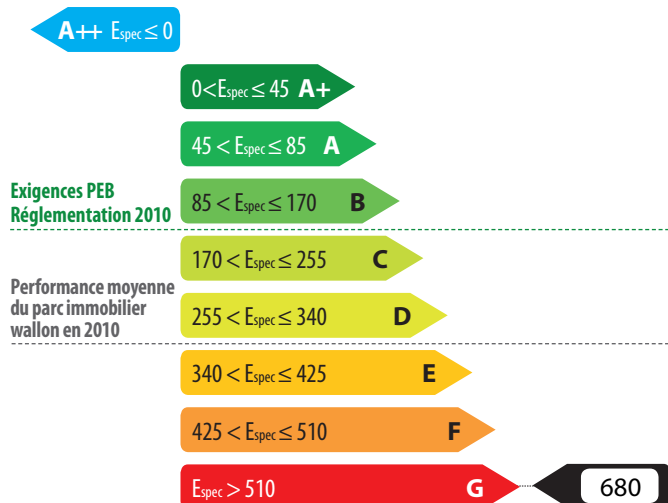 A++ Espec ≤ 0
0 < Espec ≤ 45 A+
45 < Espec ≤ 85 A
Exigences PEB
Réglementation 2010
85 < Espec ≤ 170 B
170 < Espec ≤ 255 C
Performance moyenne
du parc immobilier
wallon en 2010
255 < Espec ≤ 340 D
340 < Espec ≤ 425 E
425 < Espec ≤ 510 F
Espec > 510 G 680